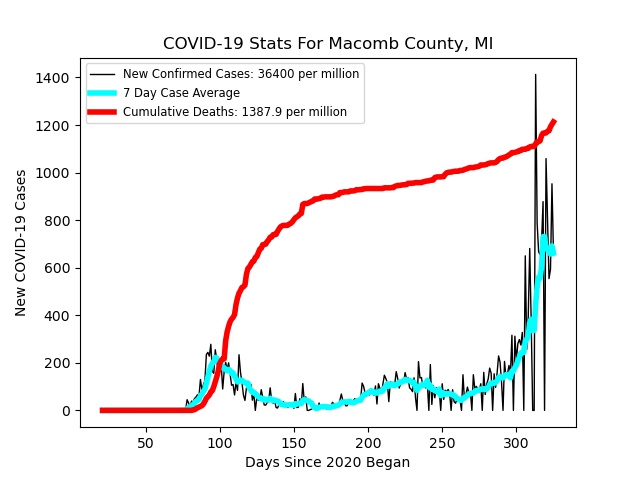 COVID-19 Stats For Macomb County, MI
New Confirmed Cases: 36400 per million
7 Day Case Average
Cumulative Deaths: 1387.9 per million
New COVID-19 Cases
1400
1200
1000
800
600
400
200
0
50 100 150 200 250 300
Days Since 2020 Began